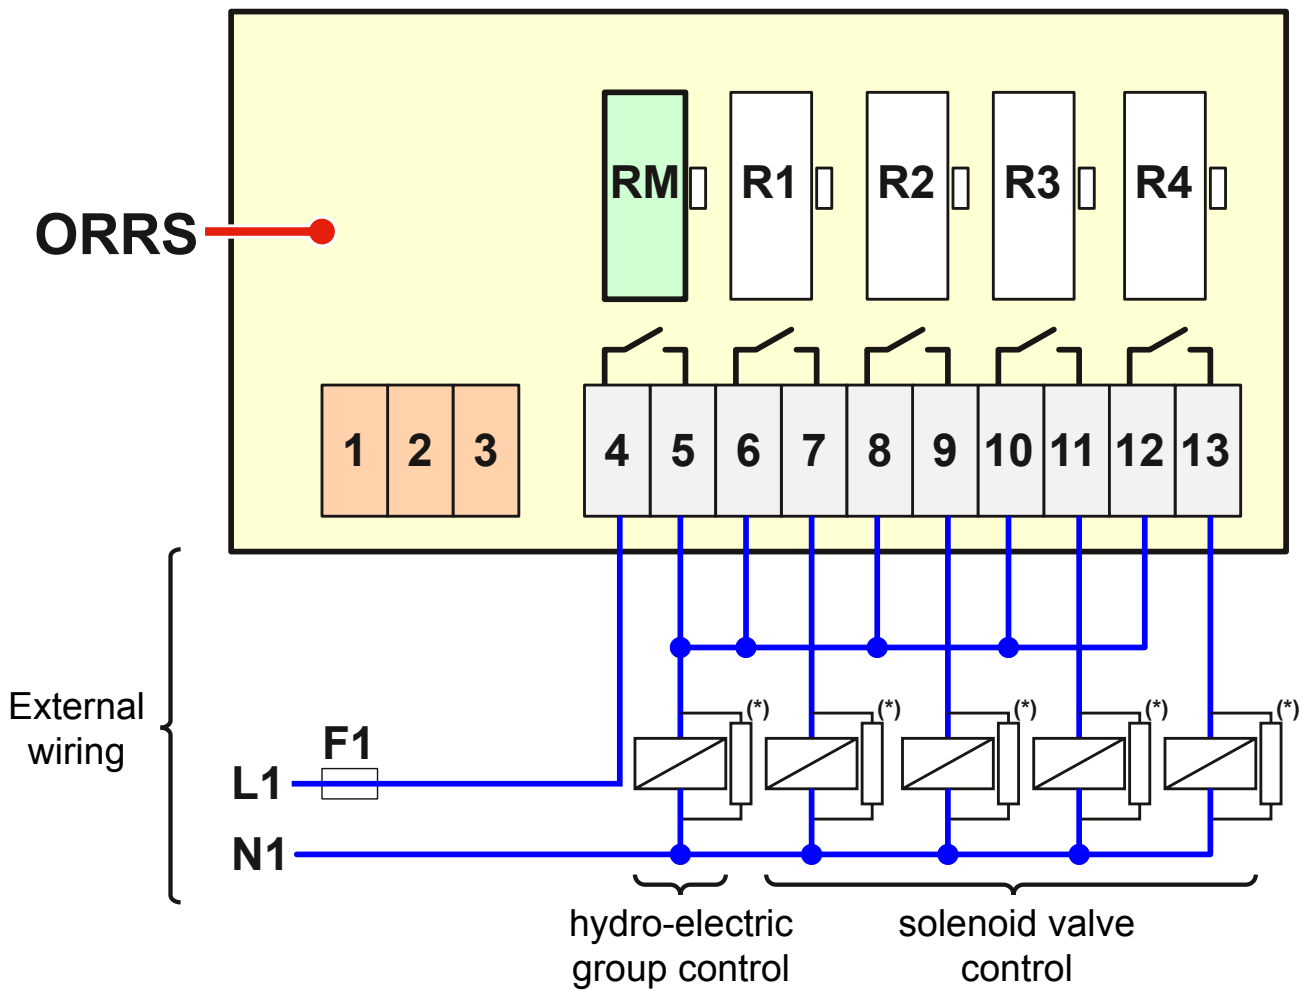 RM R1 R2 R3 R4
ORRS
1 2 3 4 5 6 7 8 9 10 11 12 13
External
wiring
(*) (*) (*) (*) (*)
F1
L1
N1
hydro-electric
group control
solenoid valve
control